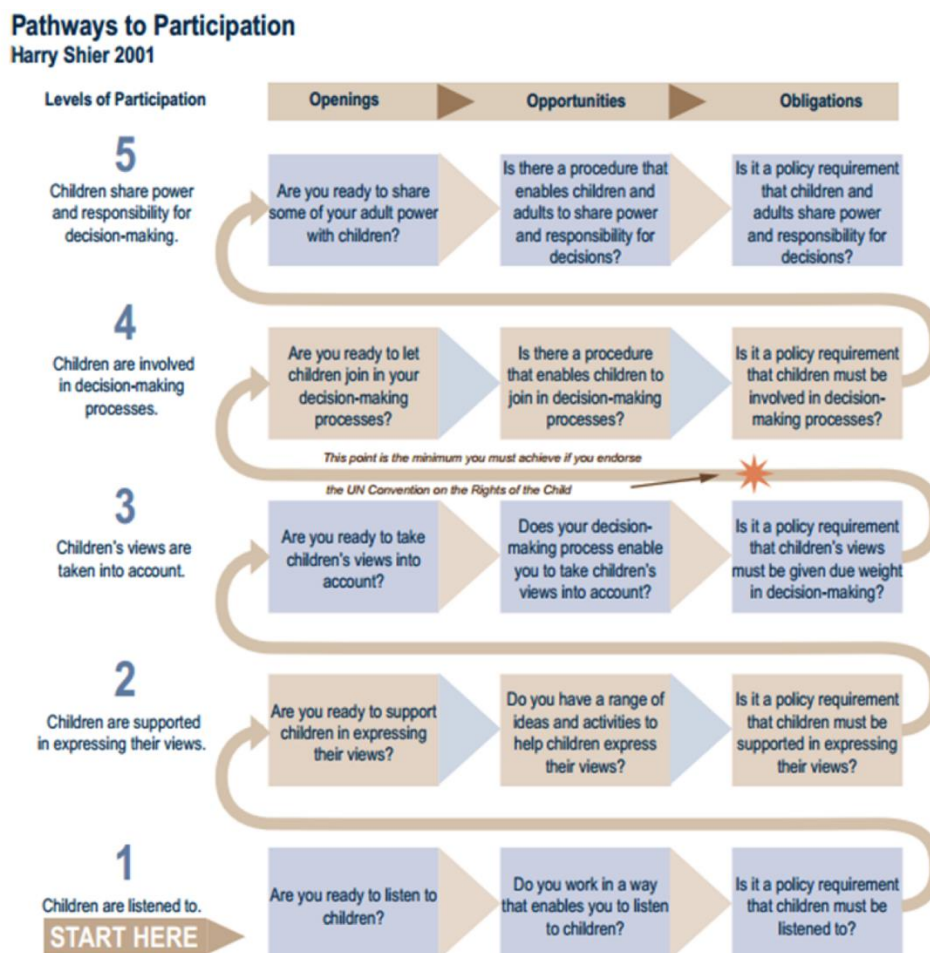 Pathways to Participation
Harry Shier 2001
Levels of Participation
Openings
Opportunities
Obligations
5
Children share power
and responsibility for
decision-making.
Are you ready to share
some of your adult power
with children?
Is there a procedure that
enables children and
adults to share power
and responsibility for
decisions?
Is it a policy requirement
that children and
adults share power
and responsibility for
decisions?
4
Children are involved
in decision-making
processes.
Are you ready to let
children join in your
decision-making
processes?
Is there a procedure
that enables children to
join in decision-making
processes?
Is it a policy requirement
that children must be
involved in decision-
making processes?
This point is the minimum you must achieve if you endorse
the UN Convention on the Rights of the Child
3
Children's views are
taken into account.
Are you ready to take
children's views into
account?
Does your decision-
making process enable
you to take children's
views into account?
Is it a policy requirement
that children's views
must be given due weight
in decision-making?
2
Children are supported
in expressing their views.
Are you ready to support
children in expressing
their views?
Do you have a range of
ideas and activities to
help children express
their views?
Is it a policy requirement
that children must be
supported in expressing
their views?
1
Children are listened to.
START HERE
Are you ready to listen to
children?
Do you work in a way
that enables you to listen
to children?
Is it a policy requirement
that children must be
listened to?